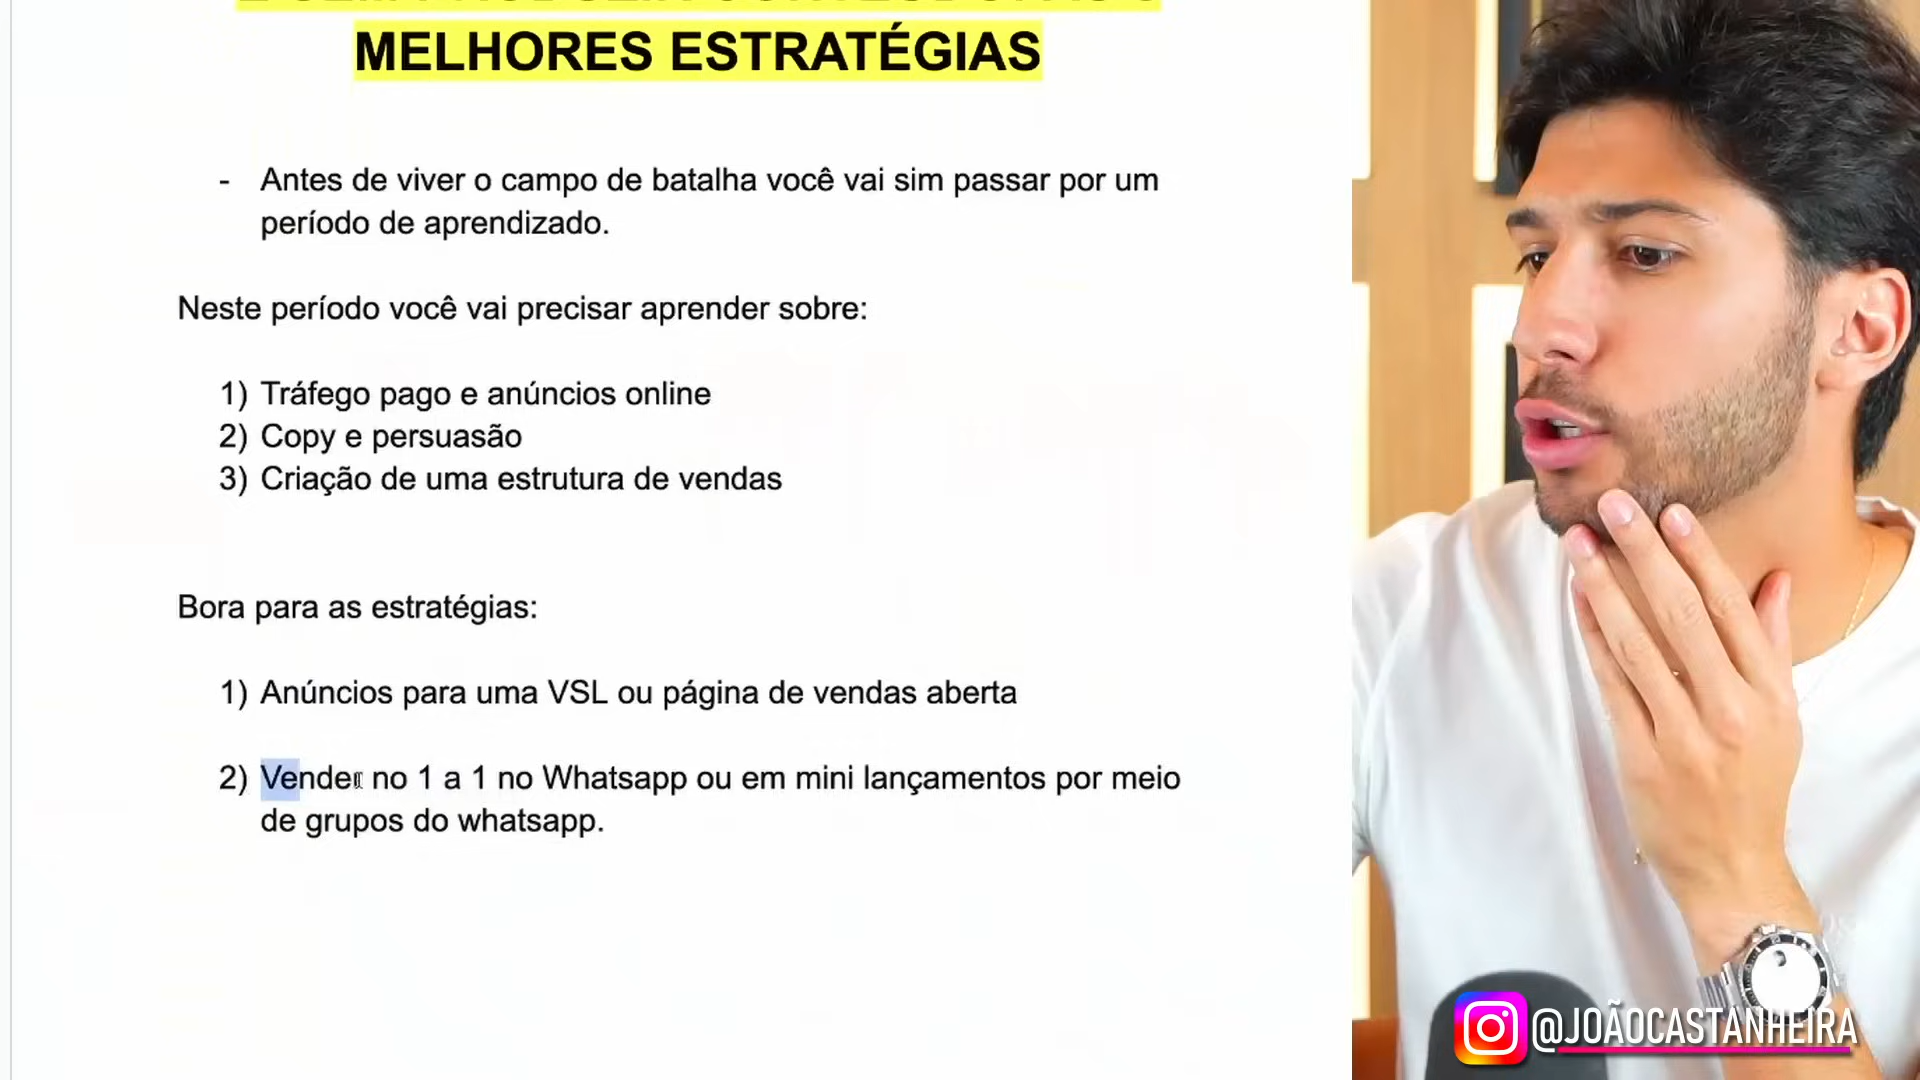 MELHORES ESTRATÉGIAS
- Antes de viver o campo de batalha você vai sim passar por um
período de aprendizado.
Neste período você vai precisar aprender sobre:
1) Tráfego pago e anúncios online
2) Copy e persuasão
3) Criação de uma estrutura de vendas
Bora para as estratégias:
1) Anúncios para uma VSL ou página de vendas aberta
2) Vender no 1 a 1 no Whatsapp ou em mini lançamentos por meio
de grupos do whatsapp.
@JOÃOCASTANHEIRA